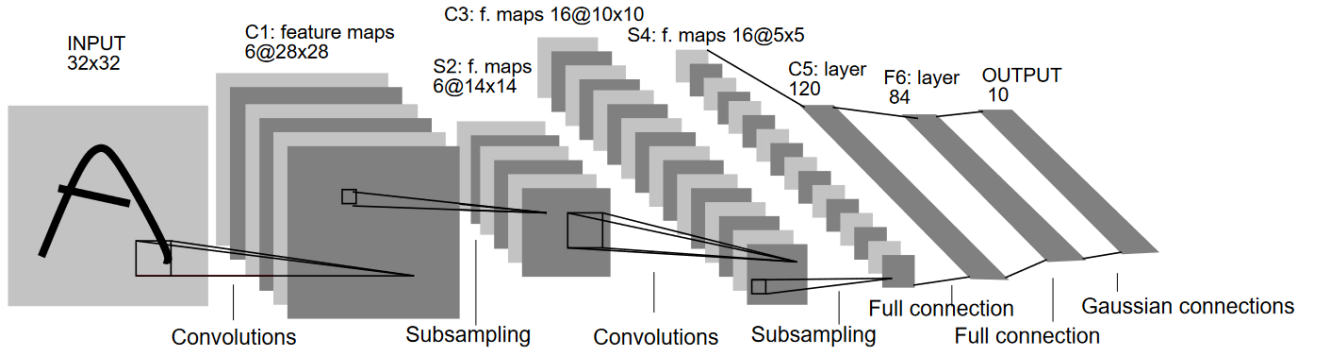 INPUT
32x32
C1: feature maps
6@28x28
S2: f. maps
6@14x14
C3: f. maps 16@10x10
S4: f. maps 16@5x5
C5: layer
120
F6: layer
84
OUTPUT
10
Convolutions
Subsampling
Convolutions
Subsampling
Full connection
Full connection
Gaussian connections